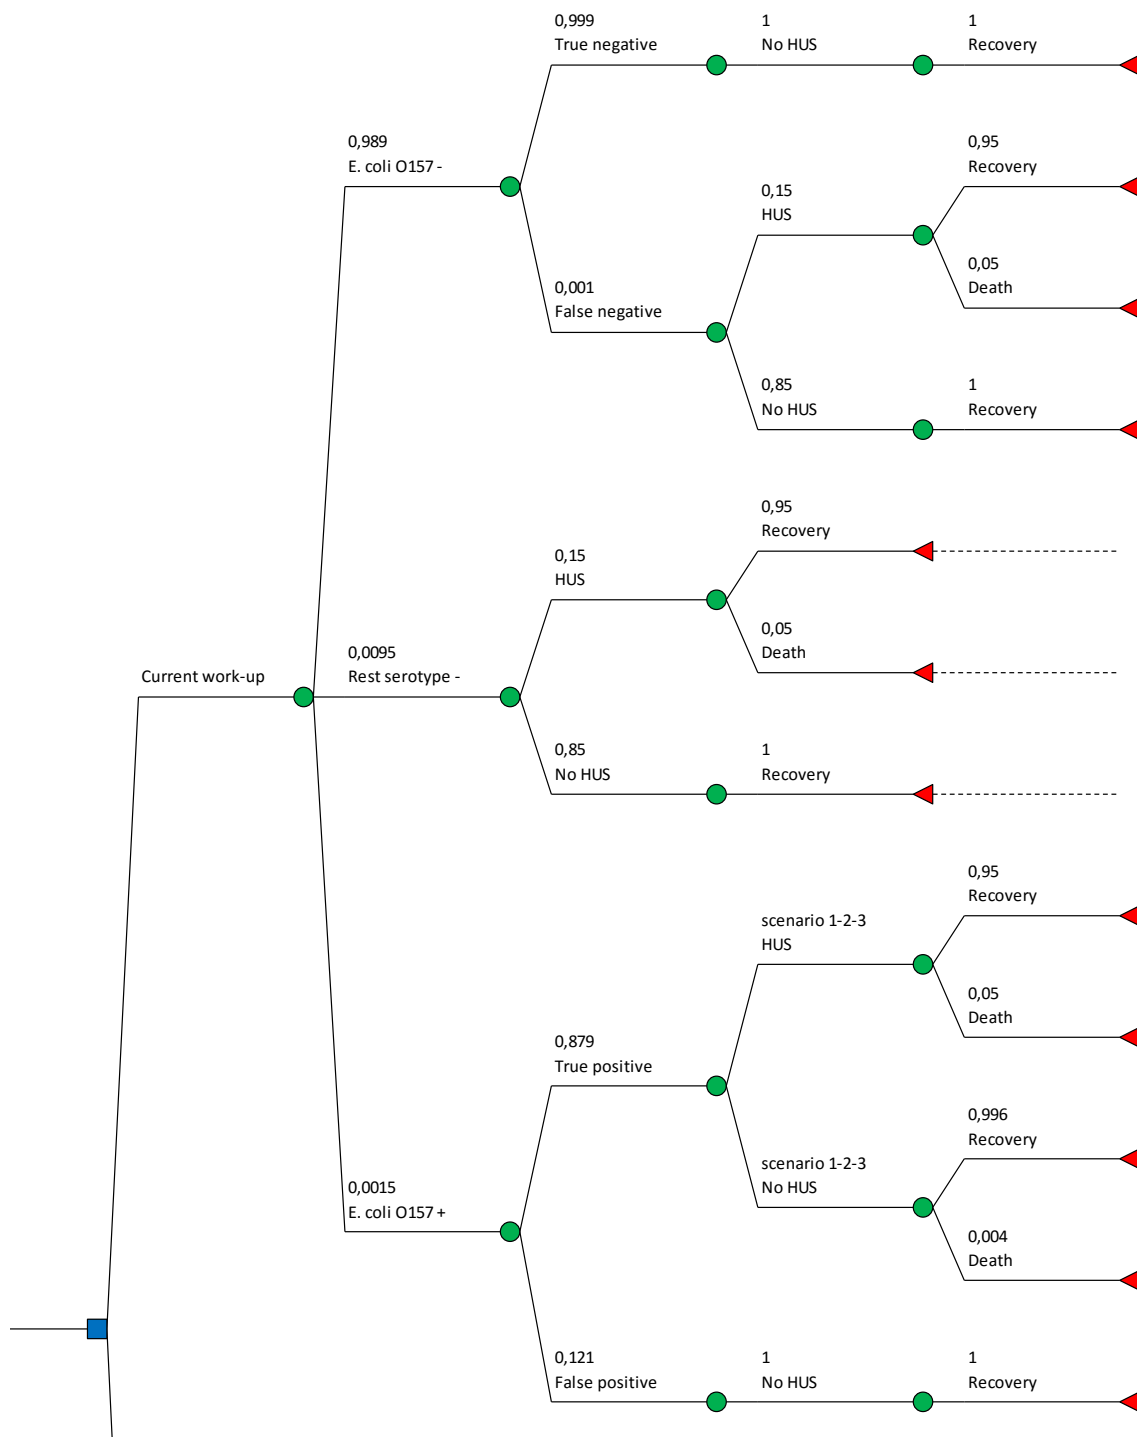 0,999
True negative
1
No HUS
1
Recovery
0,989
E. coli O157 -
0,95
Recovery
0,15
HUS
0,05
Death
0,001
False negative
0,85
No HUS
1
Recovery
0,95
Recovery
0,15
HUS
0,05
Death
Current work-up
0,0095
Rest serotype -
0,85
No HUS
1
Recovery
0,95
Recovery
scenario 1-2-3
HUS
0,05
Death
0,879
True positive
0,996
Recovery
scenario 1-2-3
No HUS
0,004
Death
0,0015
E. coli O157 +
0,121
False positive
1
No HUS
1
Recovery